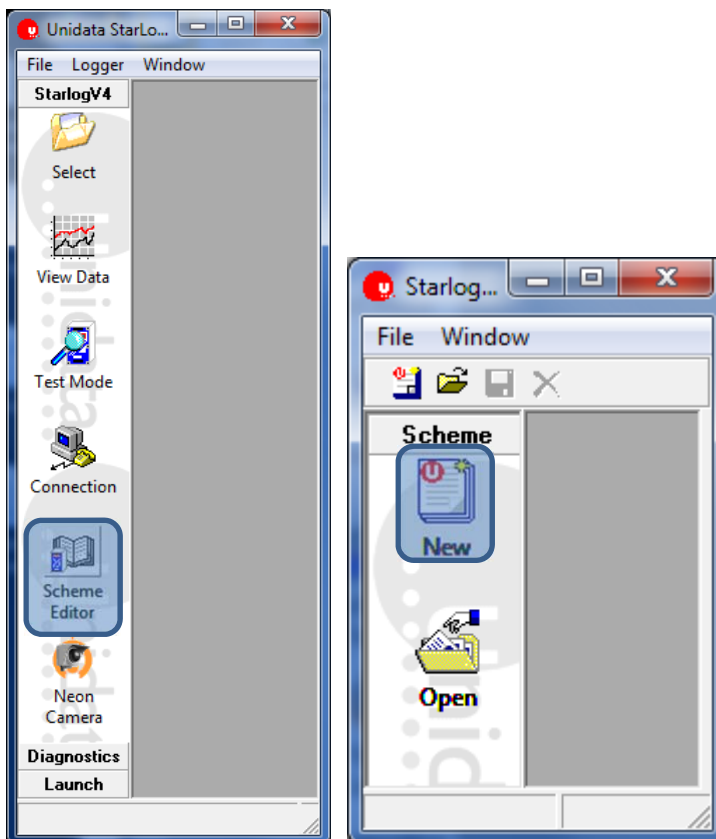 Unidata StarLo...
File Logger Window
StarlogV4
Select
View Data
Test Mode
Connection
Scheme
Editor
Neon
Camera
Diagnostics
Launch
Starlog...
File Window
Scheme
New
Open